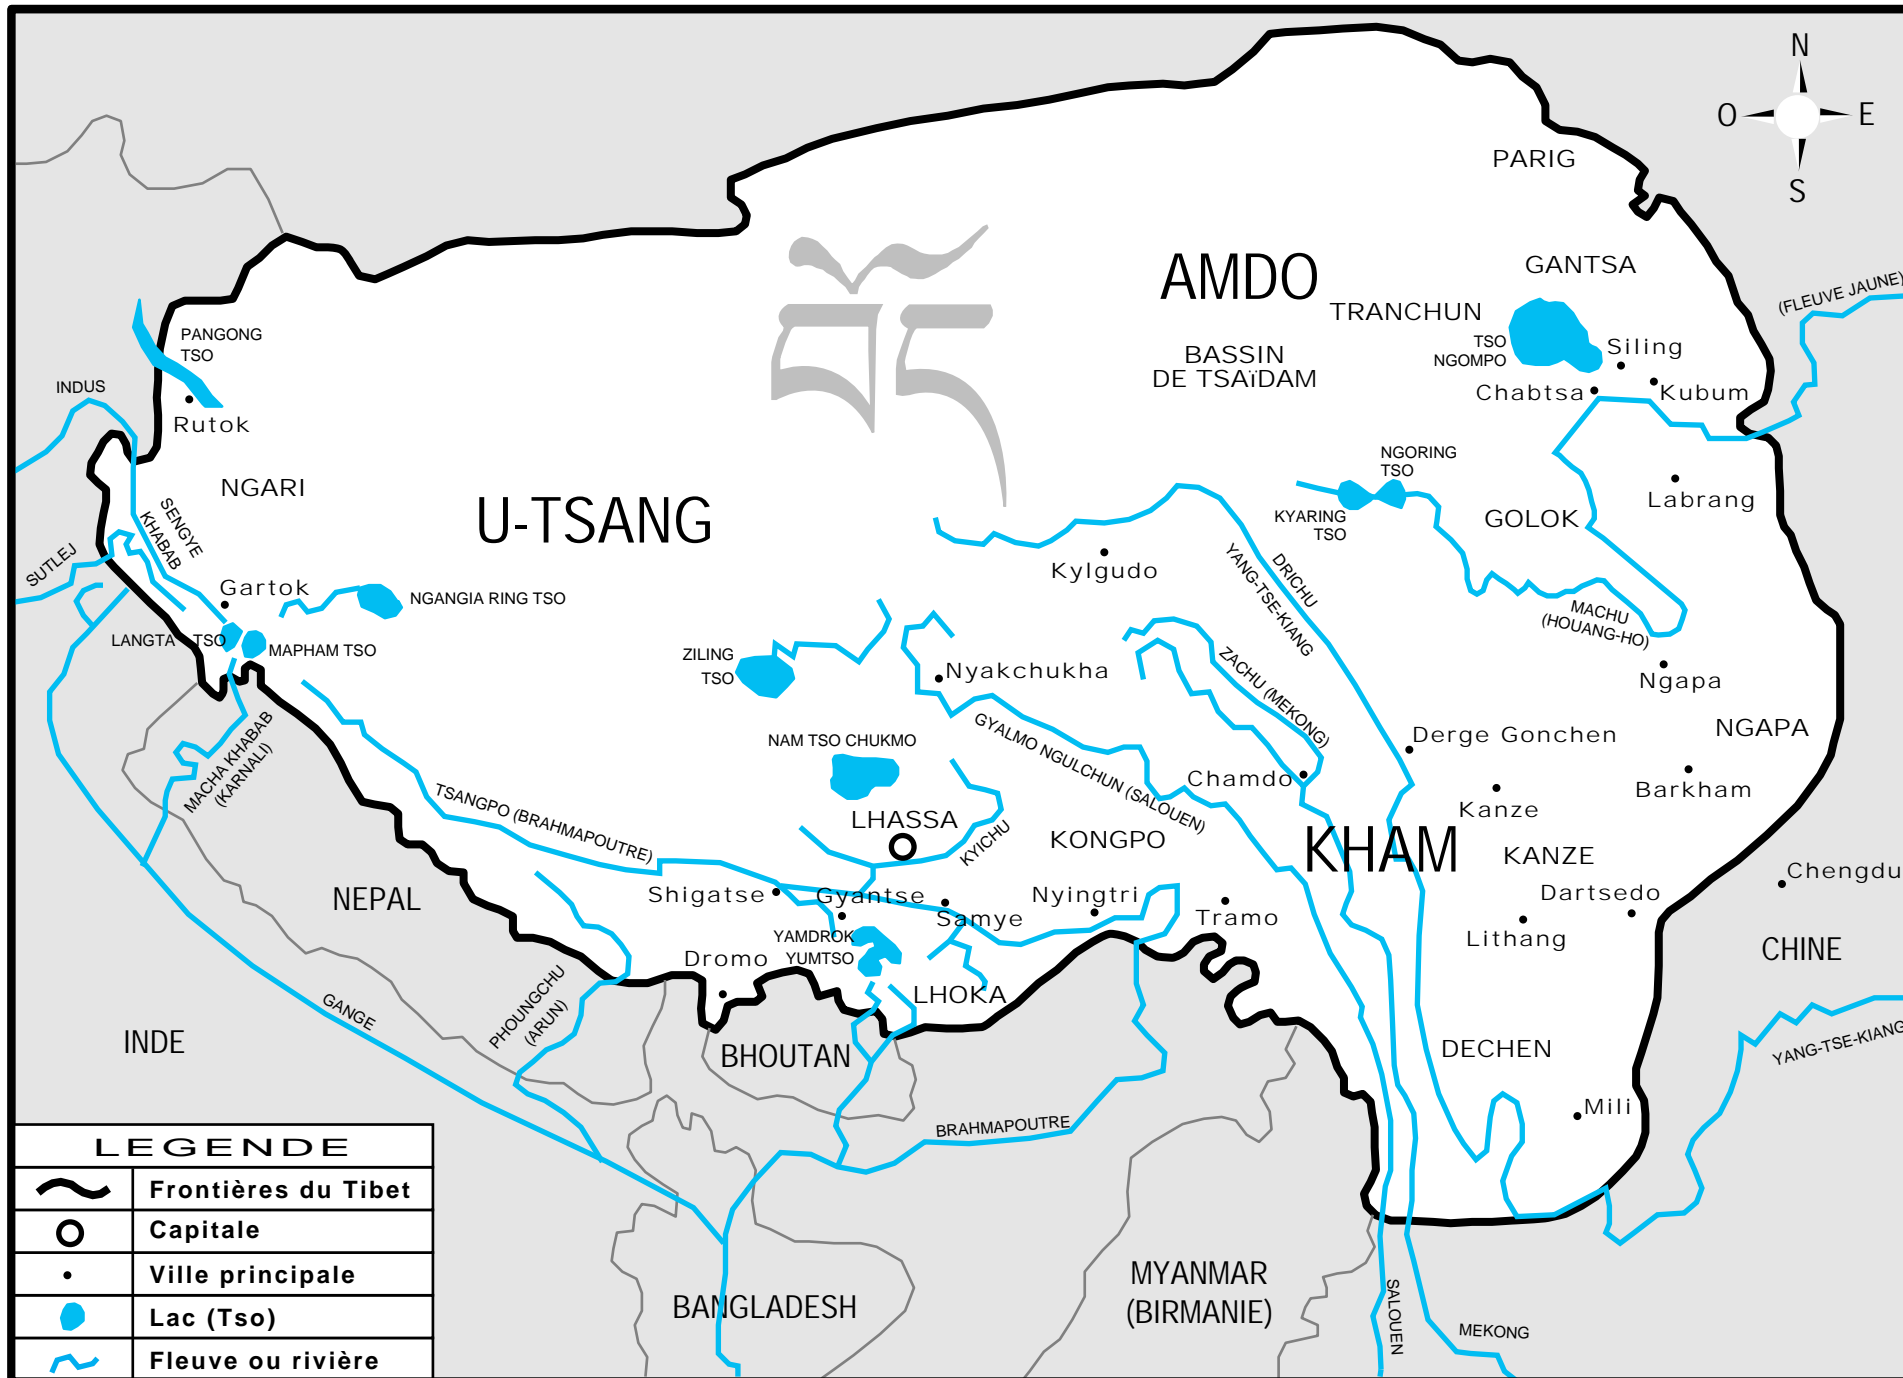 N
O
E
S
PARIG
AMDO
GANTSA
(FLEUVE JAUNE)
TRANCHUN
TSO
NGOMPO
Siling
Chabtsa
Kubum
BASSIN
DE TSAïDAM
བོད
PANGONG
TSO
INDUS
Rutok
NGARI
U-TSANG
NGORING
TSO
KYARING
TSO
GOLOK
Labrang
SENGYE
KHABAB
SUTLEJ
Gartok
NGANGIA RING TSO
LANGTA TSO
MAPHAM TSO
Kylgudo
DRICHU
YANG-TSE-KIANG
MACHU
(HOUANG-HO)
ZILING
TSO
Nyakchukha
ZACHU (MEKONG)
Ngapa
NGAPA
GYALMO NGULCHUN (SALOUEN)
Derge Gonchen
NAM TSO CHUKMO
Chamdo
Kanze
Barkham
MACHA KHABAB
(KARNALI)
TSANGPO (BRAHMAPOUTRE)
LHASSA
KYICHU
KONGPO
KHAM
KANZE
Chengdu
NEPAL
Shigatse
Gyantse
Samye
Nyingtri
Tramo
Dartsedo
Lithang
YAMDROK
YUMTSO
Dromo
LHOKA
CHINE
PHOUNGCHU
(ARUN)
GANGE
INDE
BHOUTAN
DECHEN
YANG-TSE-KIANG
Mili
BRAHMAPOUTRE
LEGENDE
Frontières du Tibet
Capitale
Ville principale
Lac (Tso)
Fleuve ou rivière
BANGLADESH
MYANMAR
(BIRMANIE)
SALOUEN
MEKONG